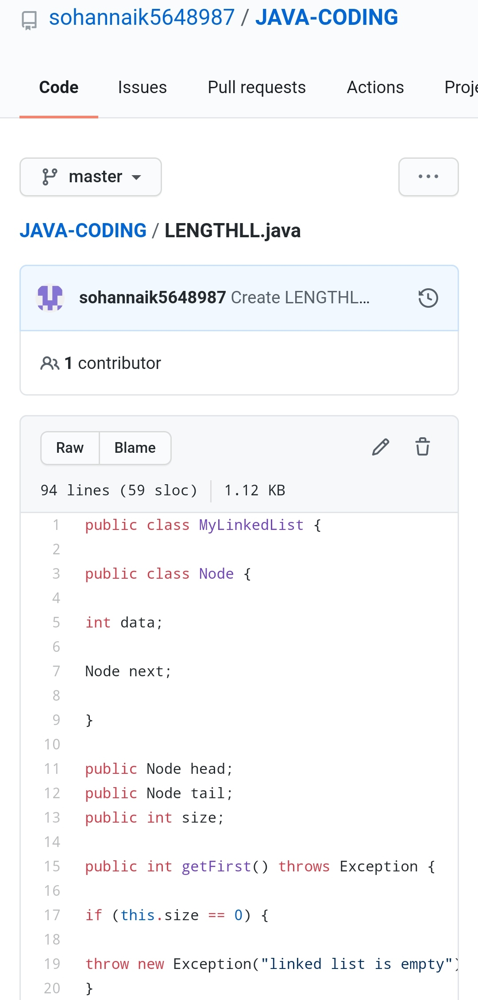 sohannaik5648987 / JAVA-CODING
Code Issues Pull requests Actions Proje
master
JAVA-CODING / LENGTHLL.java
sohannaik5648987 Create LENGTHL...
1 contributor
Raw Blame
94 lines (59 sloc) 1.12 KB
1 public class MyLinkedList {
2
3 public class Node {
4
5 int data;
6
7 Node next;
8
9 }
10
11 public Node head;
12 public Node tail;
13 public int size;
14
15 public int getFirst() throws Exception {
16
17 if (this.size == 0) {
18
19 throw new Exception("linked list is empty")
20 }